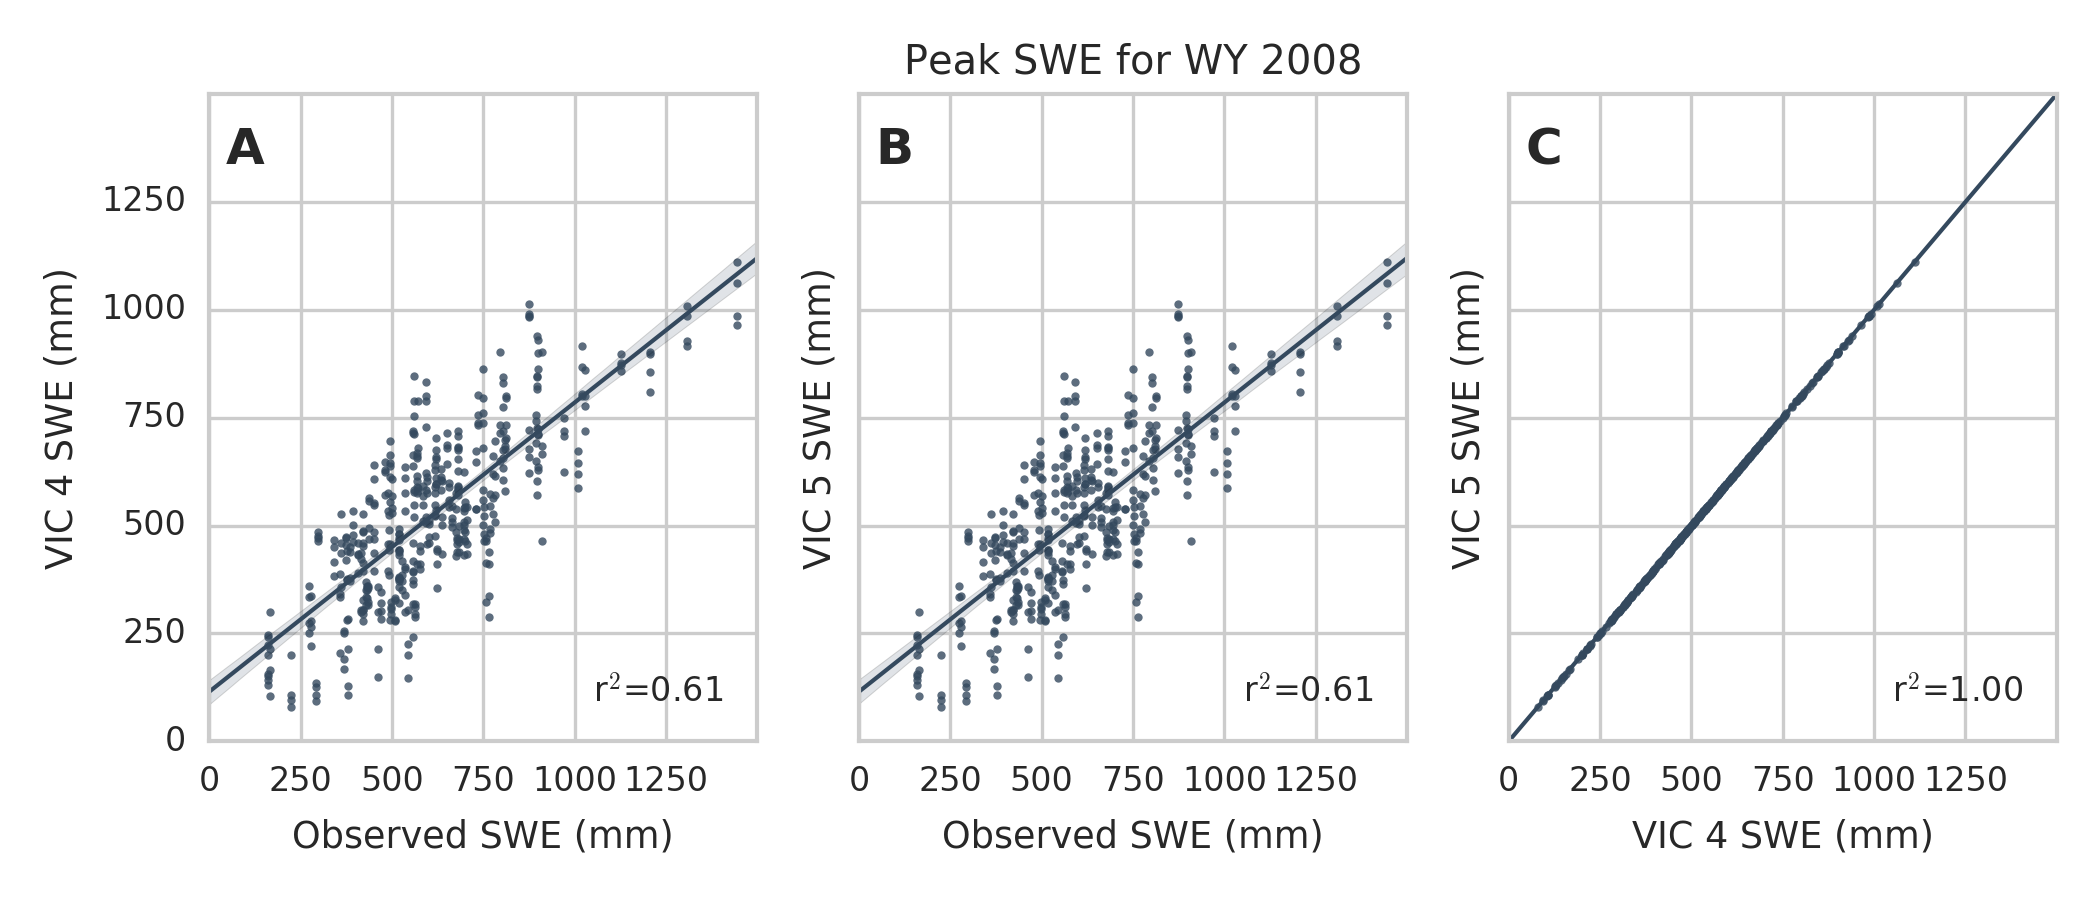 Peak SWE for WY 2008
A
B
C
VIC 4 SWE (mm)
1250
1000
750
500
250
0
0 250 500 750 1000 1250
Observed SWE (mm)
r²=0.61
VIC 5 SWE (mm)
0 250 500 750 1000 1250
Observed SWE (mm)
r²=0.61
VIC 5 SWE (mm)
0 250 500 750 1000 1250
VIC 4 SWE (mm)
r²=1.00